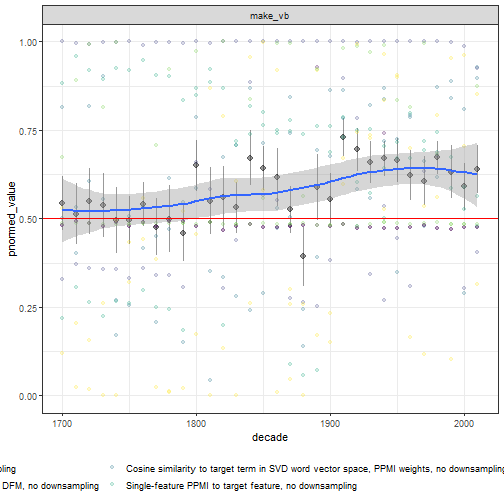 make_vb
1.00
0.75
0.50
0.25
0.00
pnormed_value
1700 1800 1900 2000
decade
Cosine similarity to target term in SVD word vector space, PPMI weights, no downsampling
DFM, no downsampling Single-feature PPMI to target feature, no downsampling